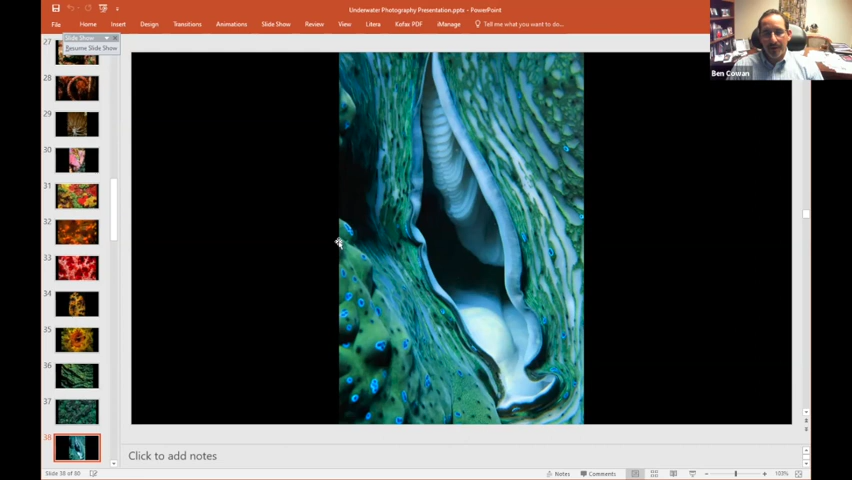 Underwater Photography Presentation.pptx - PowerPoint
File Home Insert Design Transitions Animations Slide Show Review View Litera Kofax PDF iManage Tell me what you want to do...
Slide Show
Resume Slide Show
Ben Cowan
27
28
29
30
31
32
33
34
35
36
37
38
Click to add notes
Slide 38 of 80
Notes
Comments
103%